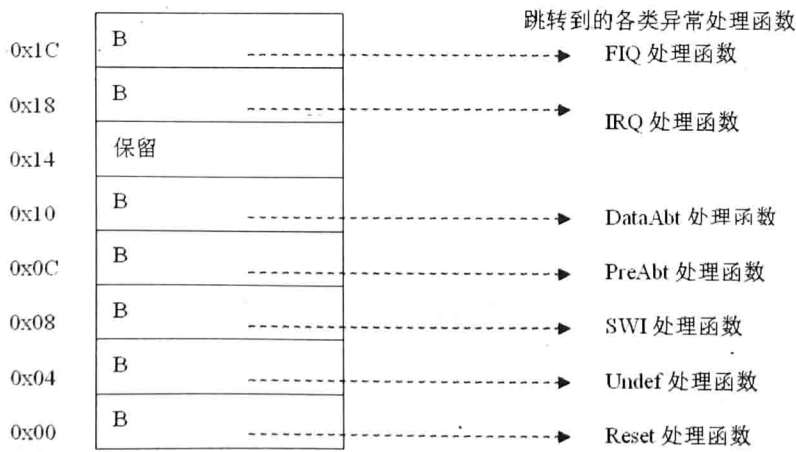 跳转到的各类异常处理函数
0x1C B FIQ 处理函数
0x18 B IRQ 处理函数
0x14 保留
0x10 B DataAbt 处理函数
0x0C B PreAbt 处理函数
0x08 B SWI 处理函数
0x04 B Undef 处理函数
0x00 B Reset 处理函数